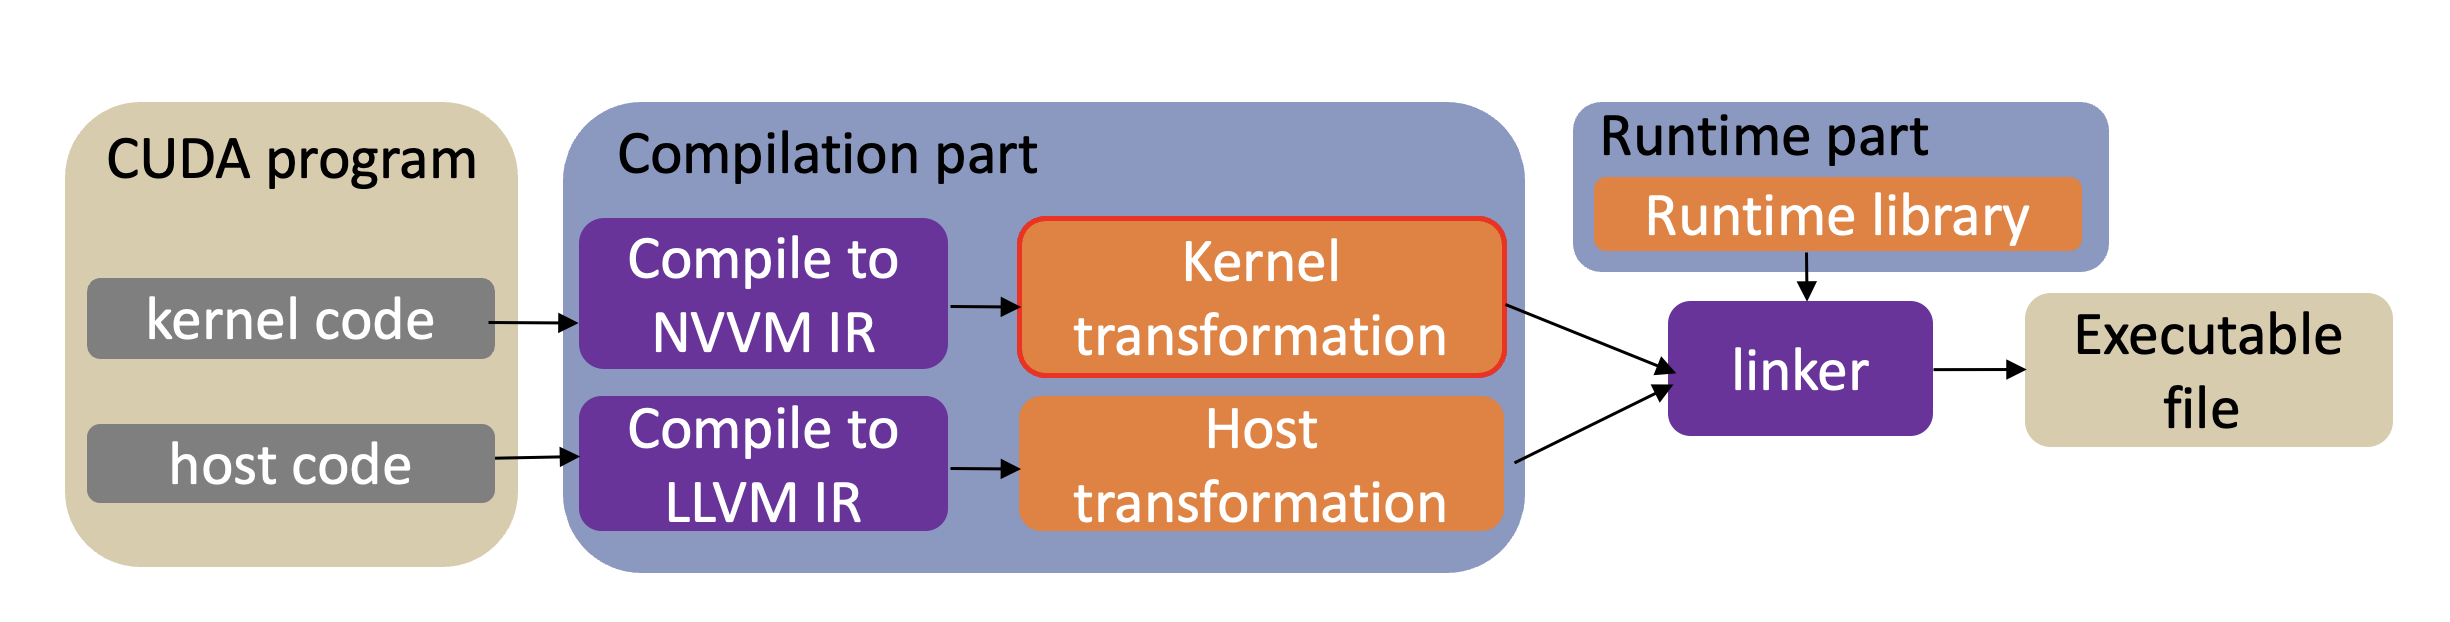 CUDA program
kernel code
host code
Compilation part
Compile to
NVVM IR
Kernel
transformation
Compile to
LLVM IR
Host
transformation
Runtime part
Runtime library
linker
Executable
file